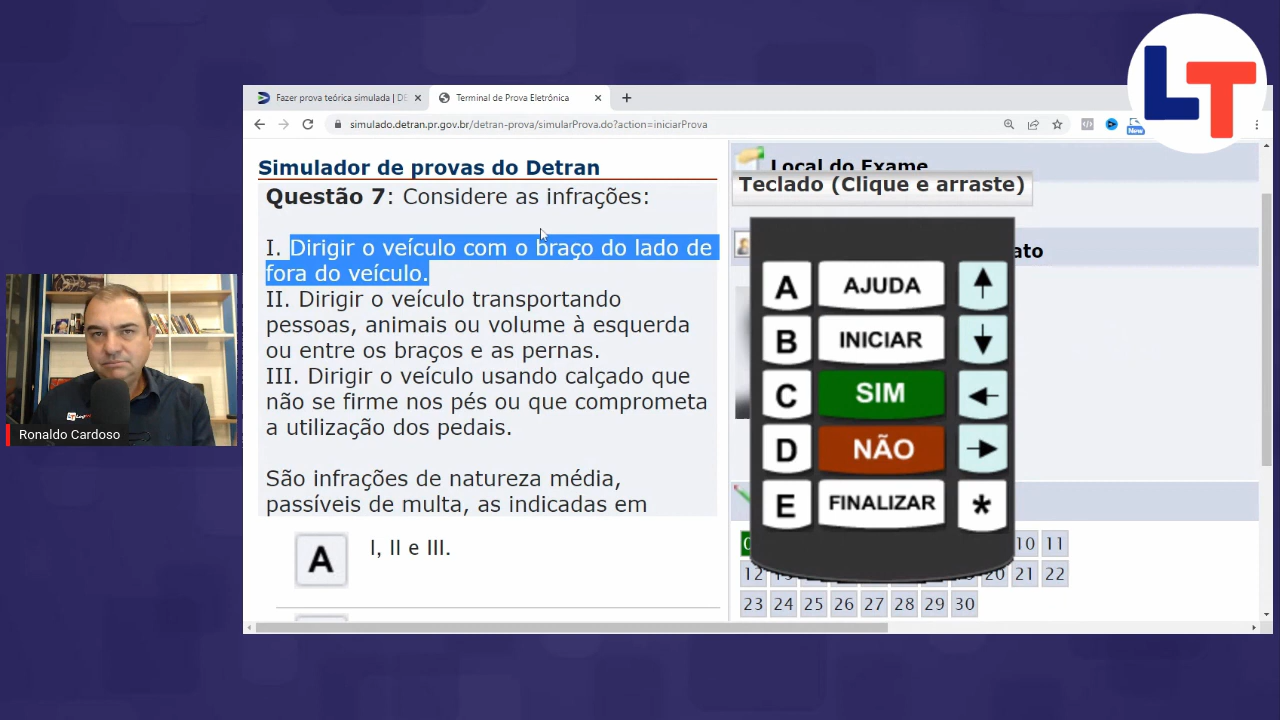 LT
Fazer prova teórica simulada | DE
Terminal de Prova Eletrônica
simulado.detran.pr.gov.br/detran-prova/simularProva.do?action=iniciarProva
New
Simulador de provas do Detran
Questão 7: Considere as infrações:
I. Dirigir o veículo com o braço do lado de
fora do veículo.
II. Dirigir o veículo transportando
pessoas, animais ou volume à esquerda
ou entre os braços e as pernas.
III. Dirigir o veículo usando calçado que
não se firme nos pés ou que comprometa
a utilização dos pedais.
São infrações de natureza média,
passíveis de multa, as indicadas em
A I, II e III.
Local do Exame
Teclado (Clique e arraste)
ato
A AJUDA
B INICIAR
C SIM
D NÃO
E FINALIZAR *
10 11
12 20 21 22
23 24 25 26 27 28 29 30
Ronaldo Cardoso